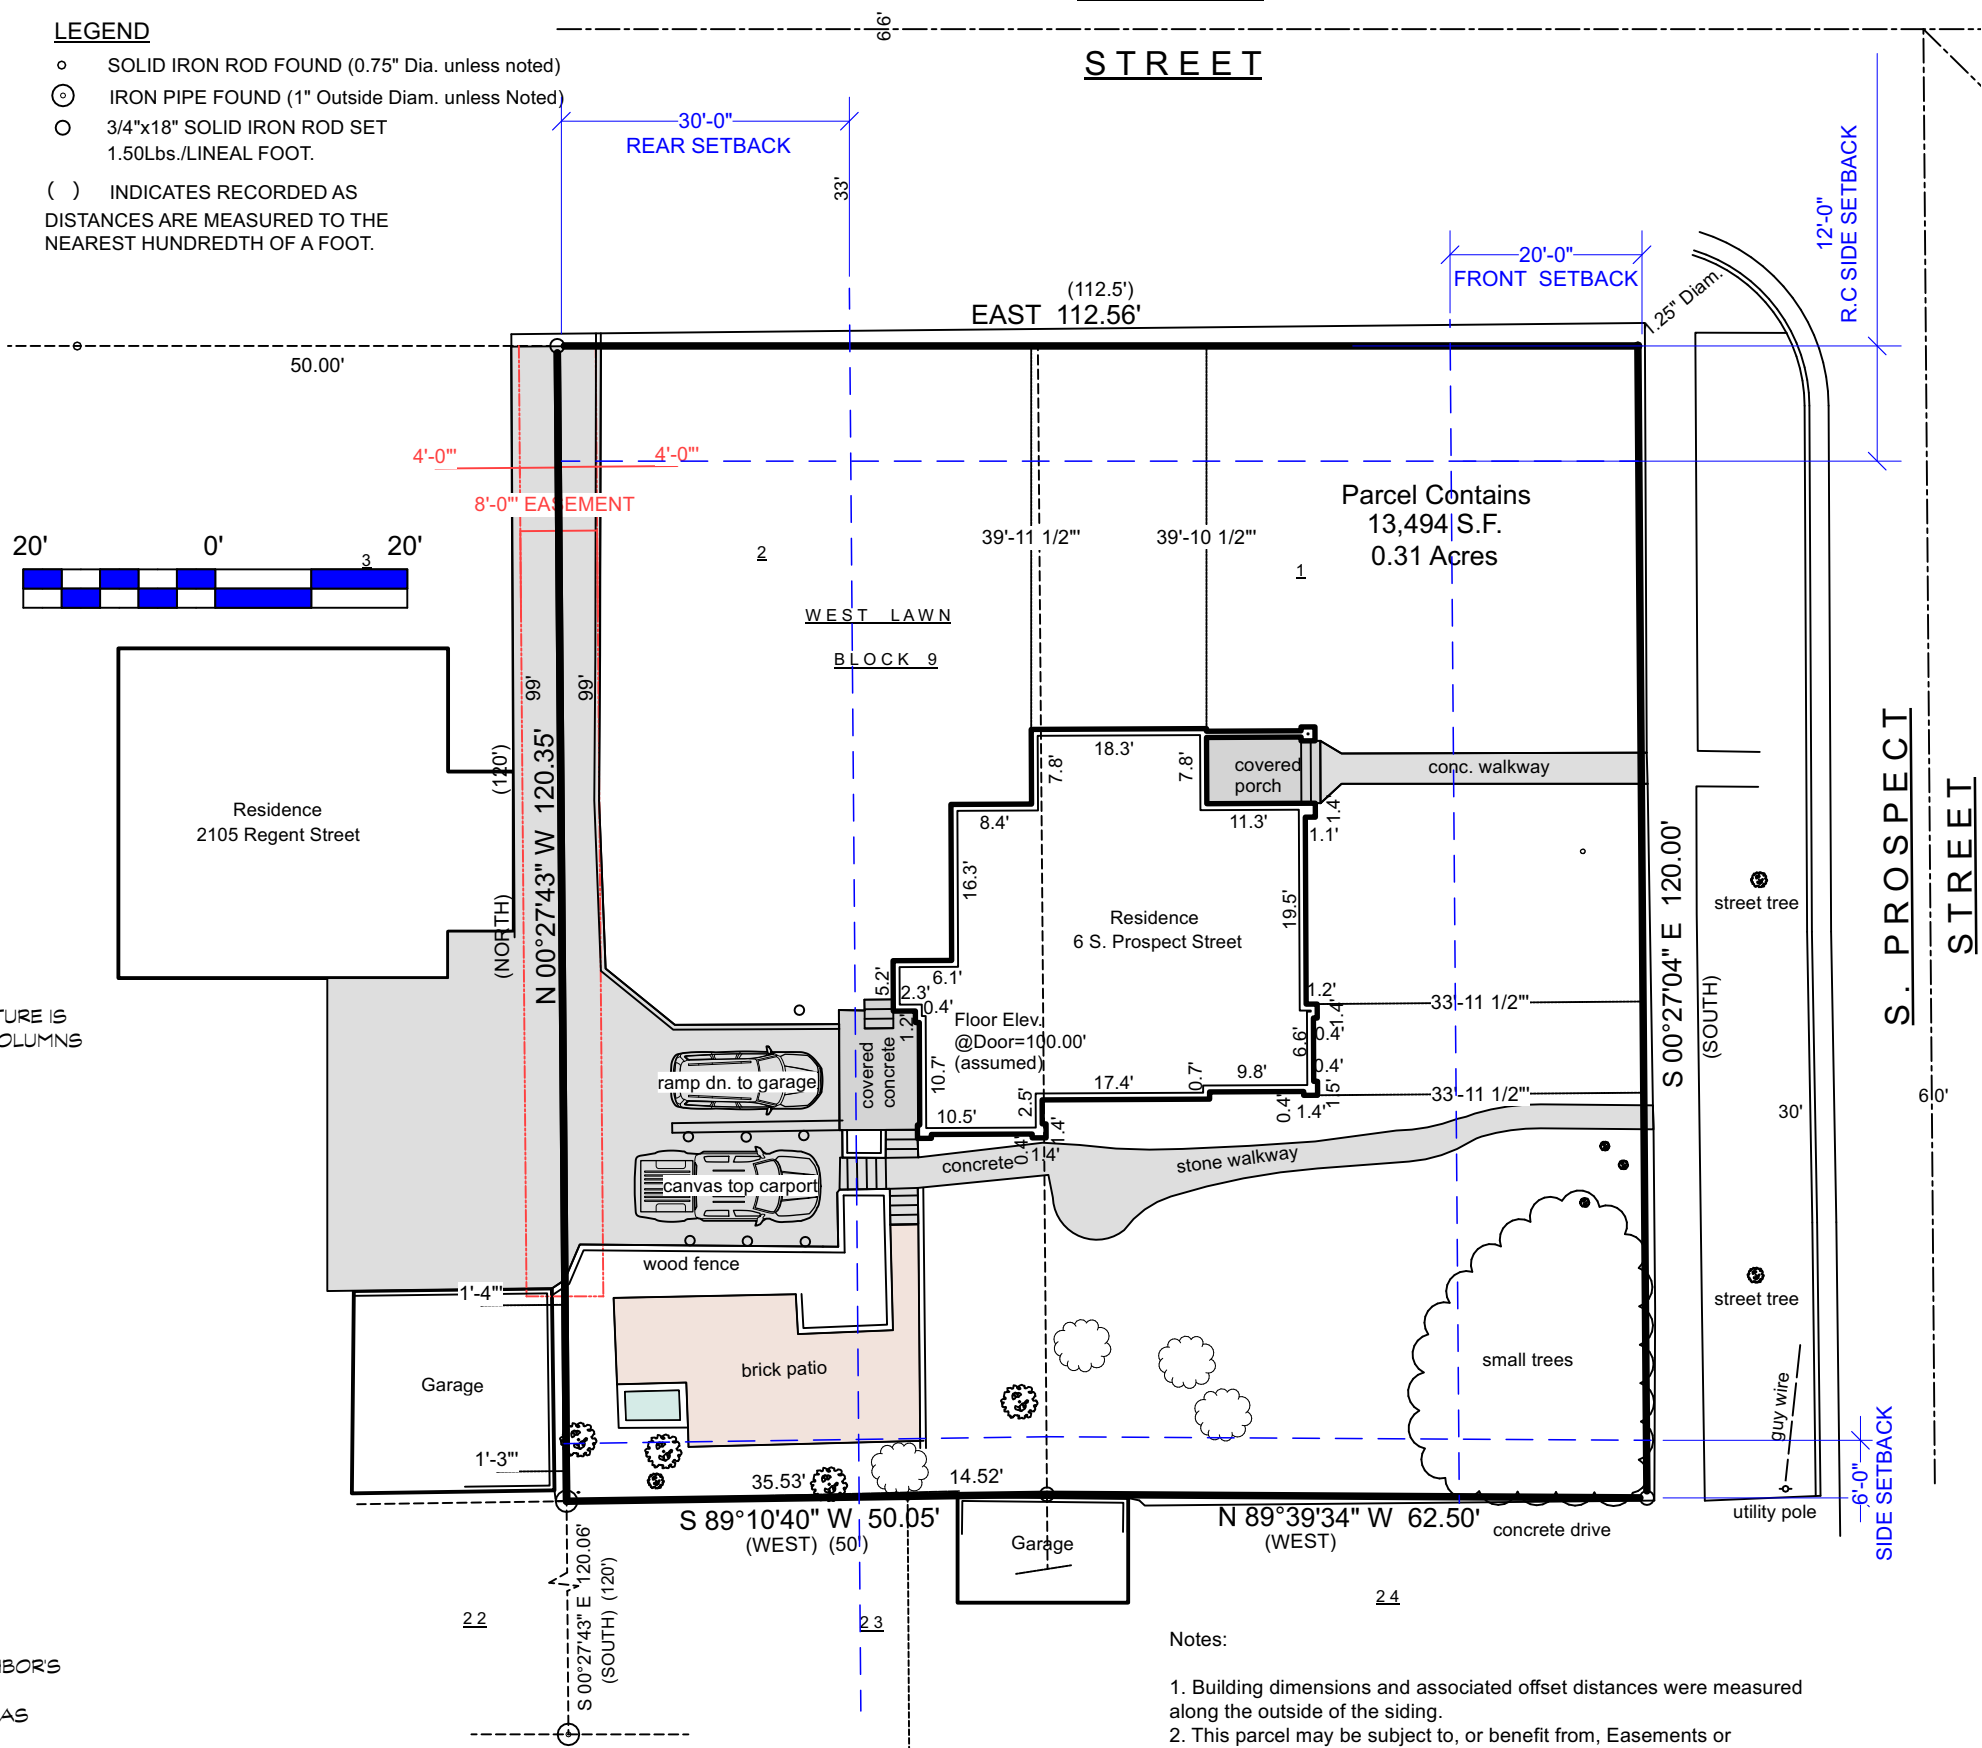 LEGEND
SOLID IRON ROD FOUND (0.75" Dia. unless noted)
IRON PIPE FOUND (1" Outside Diam. unless Noted)
3/4"x18" SOLID IRON ROD SET
1.50Lbs./LINEAL FOOT.
( ) INDICATES RECORDED AS
DISTANCES ARE MEASURED TO THE
NEAREST HUNDREDTH OF A FOOT.
66'
STREET
30'-0"
REAR SETBACK
33'
20'-0"
FRONT SETBACK
12'-0"
R.C SIDE SETBACK
1.25" Diam.
(112.5')
EAST 112.56'
50.00'
4'-0"'
4'-0"'
8'-0"' EASEMENT
20'
0'
20'
3
2
39'-11 1/2"'
39'-10 1/2"'
1
Parcel Contains
13,494 S.F.
0.31 Acres
WEST LAWN
BLOCK 9
99'
99'
N 00°27'43" W 120.35'
(120')
(NORTH)
Residence
2105 Regent Street
18.3'
7.8'
7.8'
covered
porch
conc. walkway
8.4'
11.3'
1.4'
1.1'
16.3'
19.5'
Residence
6 S. Prospect Street
street tree
S. PROSPECT
STREET
S 00°27'04" E 120.00'
(SOUTH)
6.1'
5.2'
2.3'
0.4'
1.2'
1.2'
1.4'
33'-11 1/2"'
Floor Elev.
@Door=100.00'
(assumed)
6.6'
0.4'
0.4'
TURE IS
OLUMNS
covered
concrete
ramp dn. to garage
10.7'
17.4'
0.7'
9.8'
1.5'
33'-11 1/2"'
10.5'
2.5'
0.4'
1.4'
1.4'
0.4'
1.4'
30'
60'
concrete
stone walkway
canvas top carport
wood fence
1'-4"'
street tree
brick patio
Garage
small trees
guy wire
1'-3"'
35.53'
14.52'
6'-0"
SIDE SETBACK
S 89°10'40" W 50.05'
(WEST) (50')
N 89°39'34" W 62.50'
(WEST)
concrete drive
utility pole
Garage
S 00°27'43" E 120.06'
(SOUTH) (120')
22
23
24
HBOR'S
AS
Notes:
1. Building dimensions and associated offset distances were measured
along the outside of the siding.
2. This parcel may be subject to, or benefit from, Easements or